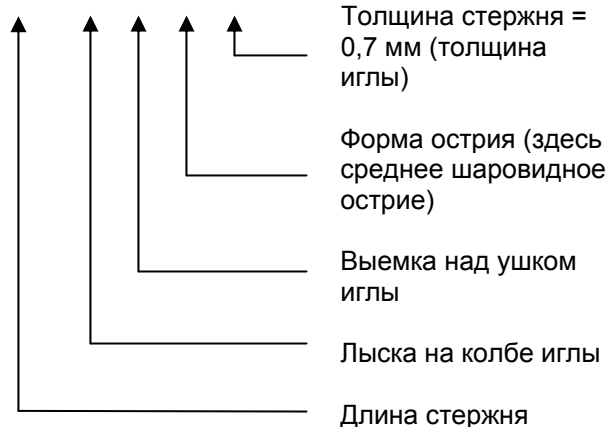 Толщина стержня =
0,7 мм (толщина
иглы)
Форма острия (здесь
среднее шаровидное
острие)
Выемка над ушком
иглы
Лыска на колбе иглы
Длина стержня